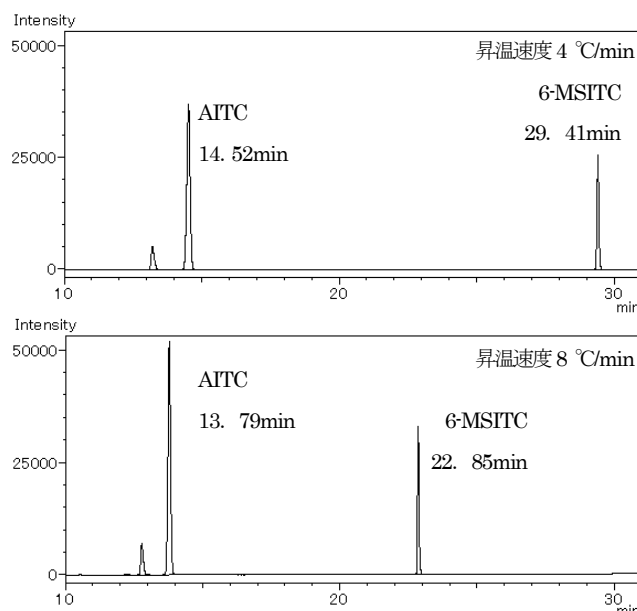 Intensity
50000
昇温速度 4 ℃/min
6-MSITC
AITC
29. 41min
14. 52min
25000
0
10
20
30
min
Intensity
50000
昇温速度 8 ℃/min
AITC
13. 79min
6-MSITC
22. 85min
25000
0
10
20
30
min